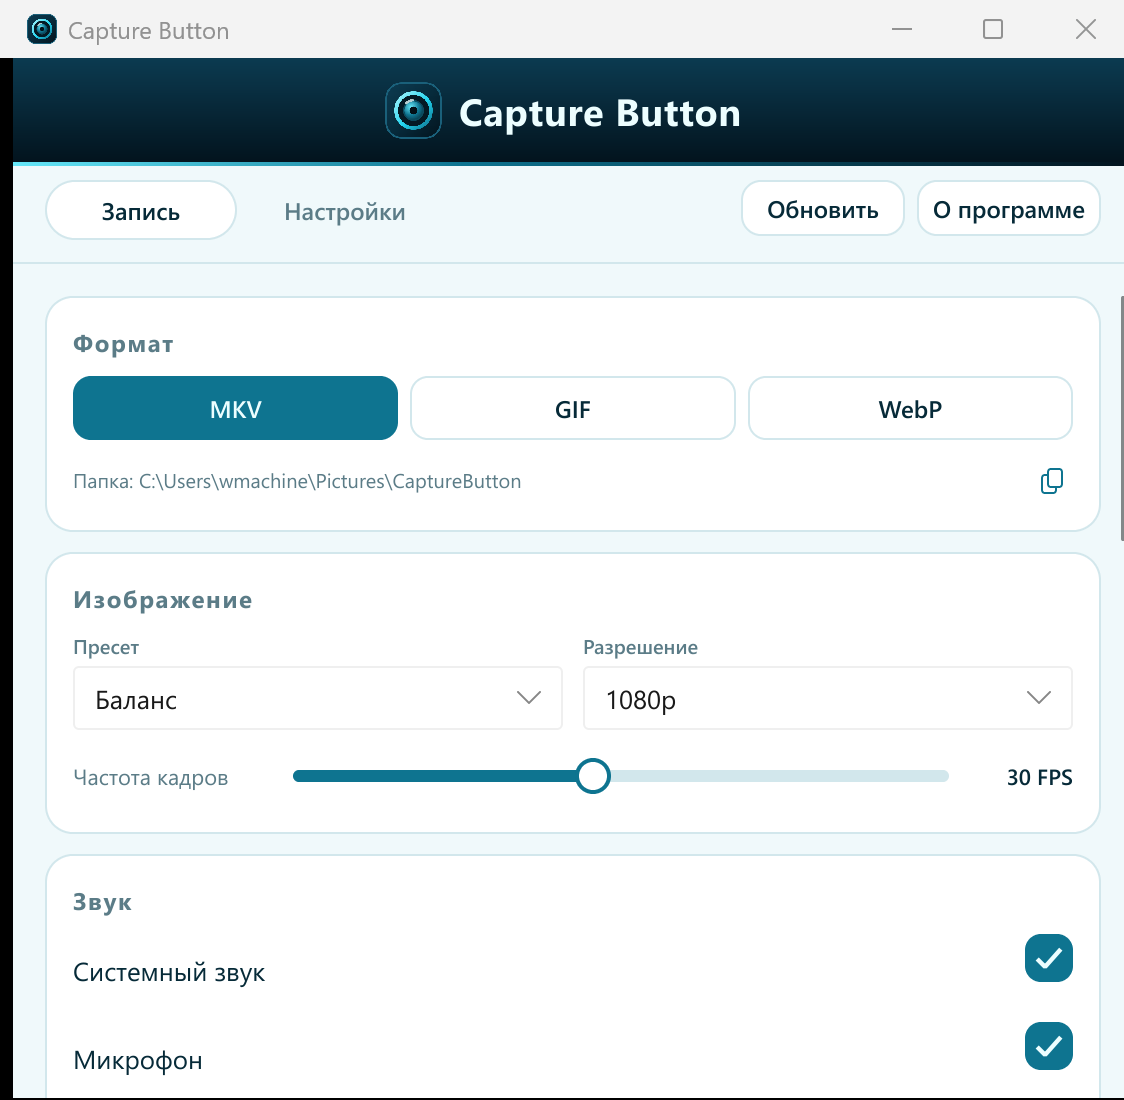 Capture Button
Capture Button
Запись
Настройки
Обновить
О программе
Формат
MKV
GIF
WebP
Папка: C:\Users\wmachine\Pictures\CaptureButton
Изображение
Пресет
Разрешение
Баланс
1080p
Частота кадров
30 FPS
Звук
Системный звук
Микрофон